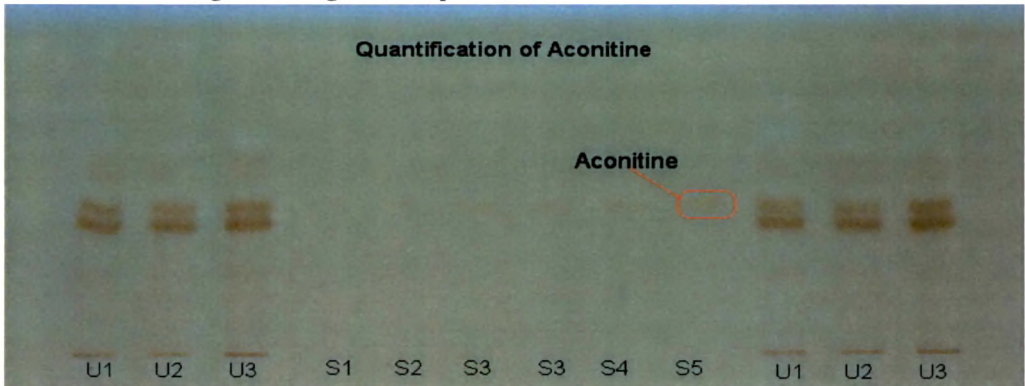 Quantification of Aconitine
Aconitine
U1 U2 U3 S1 S2 S3 S3 S4 S5 U1 U2 U3